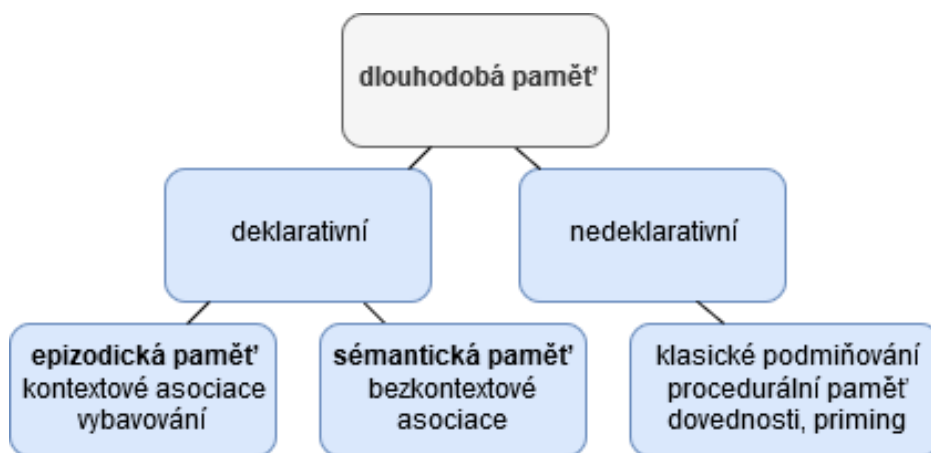 dlouhodobá paměť
deklarativní
nedeklarativní
epizodická paměť
kontextové asociace
vybavování
sémantická paměť
bezkontextové
asociace
klasické podmiňování
procedurální paměť
dovednosti, priming